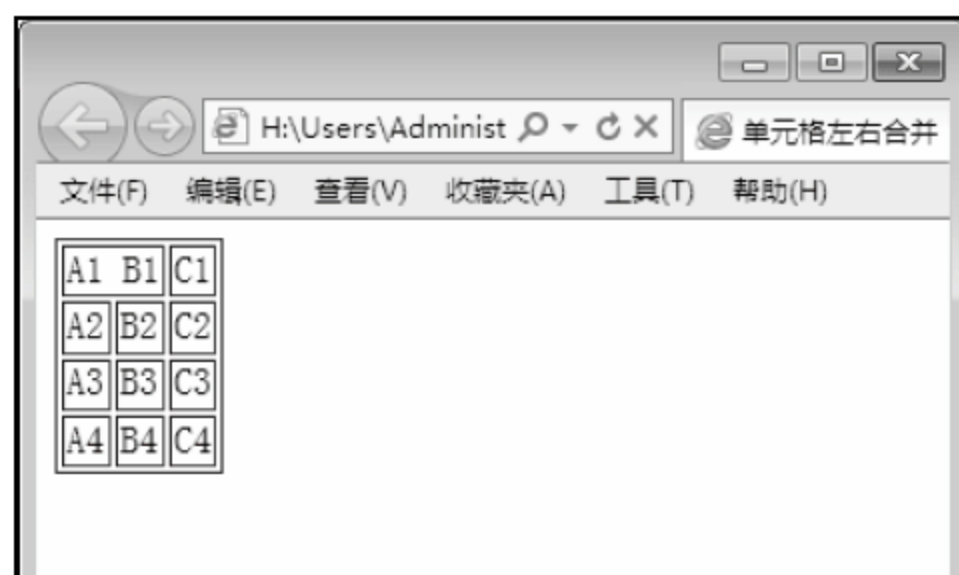 H:\Users\Administ
单元格左右合并
文件(F) 编辑(E) 查看(V) 收藏夹(A) 工具(T) 帮助(H)
A1 B1 C1
A2 B2 C2
A3 B3 C3
A4 B4 C4